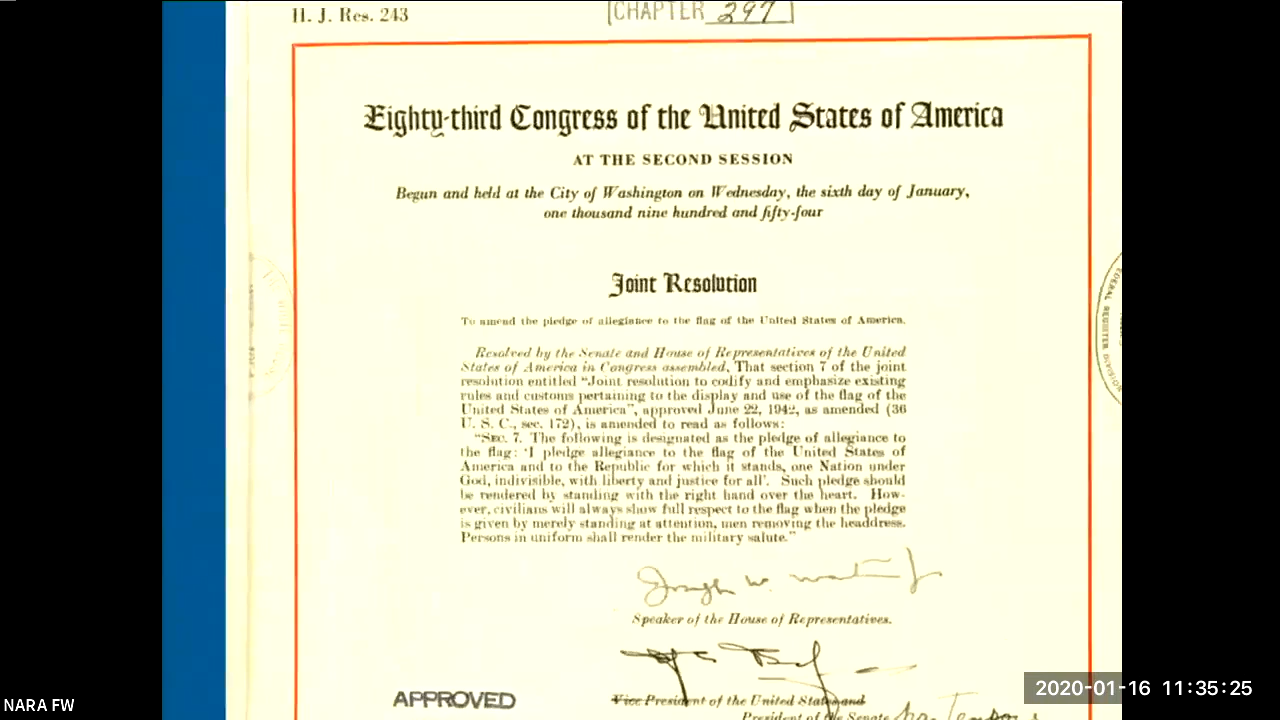 H. J. Res. 243
CHAPTER 297
Eighty-third Congress of the United States of America
AT THE SECOND SESSION
Begun and held at the City of Washington on Wednesday, the sixth day of January,
one thousand nine hundred and fifty-four
Joint Resolution
To amend the pledge of allegiance to the flag of the United States of America.
Resolved by the Senate and House of Representatives of the United
States of America in Congress assembled, That section 7 of the joint
resolution entitled “Joint resolution to codify and emphasize existing
rules and customs pertaining to the display and use of the flag of the
United States of America”, approved June 22, 1942, as amended (36
U. S. C., sec. 172), is amended to read as follows:
“SEC. 7. The following is designated as the pledge of allegiance to
the flag: ‘I pledge allegiance to the flag of the United States of
America and to the Republic for which it stands, one Nation under
God, indivisible, with liberty and justice for all’. Such pledge should
be rendered by standing with the right hand over the heart. How-
ever, civilians will always show full respect to the flag when the pledge
is given by merely standing at attention, men removing the headdress.
Persons in uniform shall render the military salute.”
Speaker of the House of Representatives.
APPROVED
Vice President of the United States and
President of the Senate pro Tempore
FEDERAL REGISTER DIVISION
NARA FW
2020-01-16 11:35:25